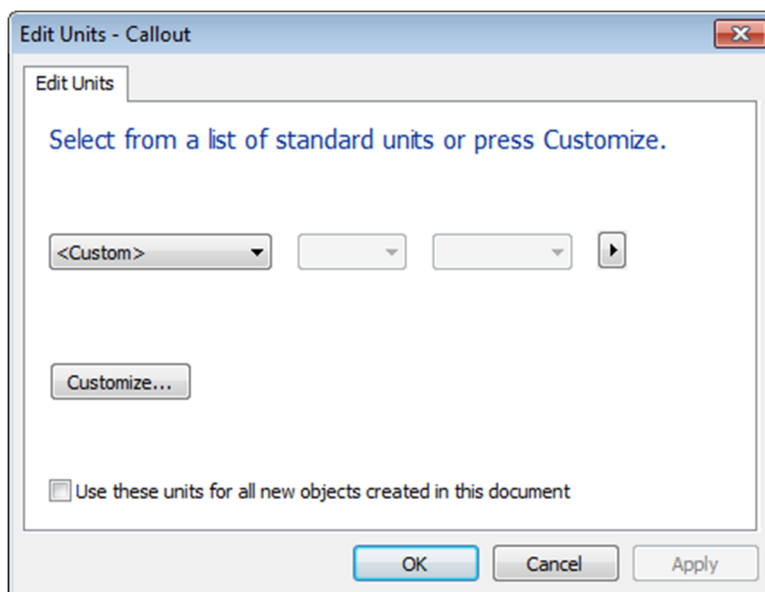 Edit Units - Callout
Edit Units
Select from a list of standard units or press Customize.
<Custom>
Customize...
Use these units for all new objects created in this document
OK Cancel Apply